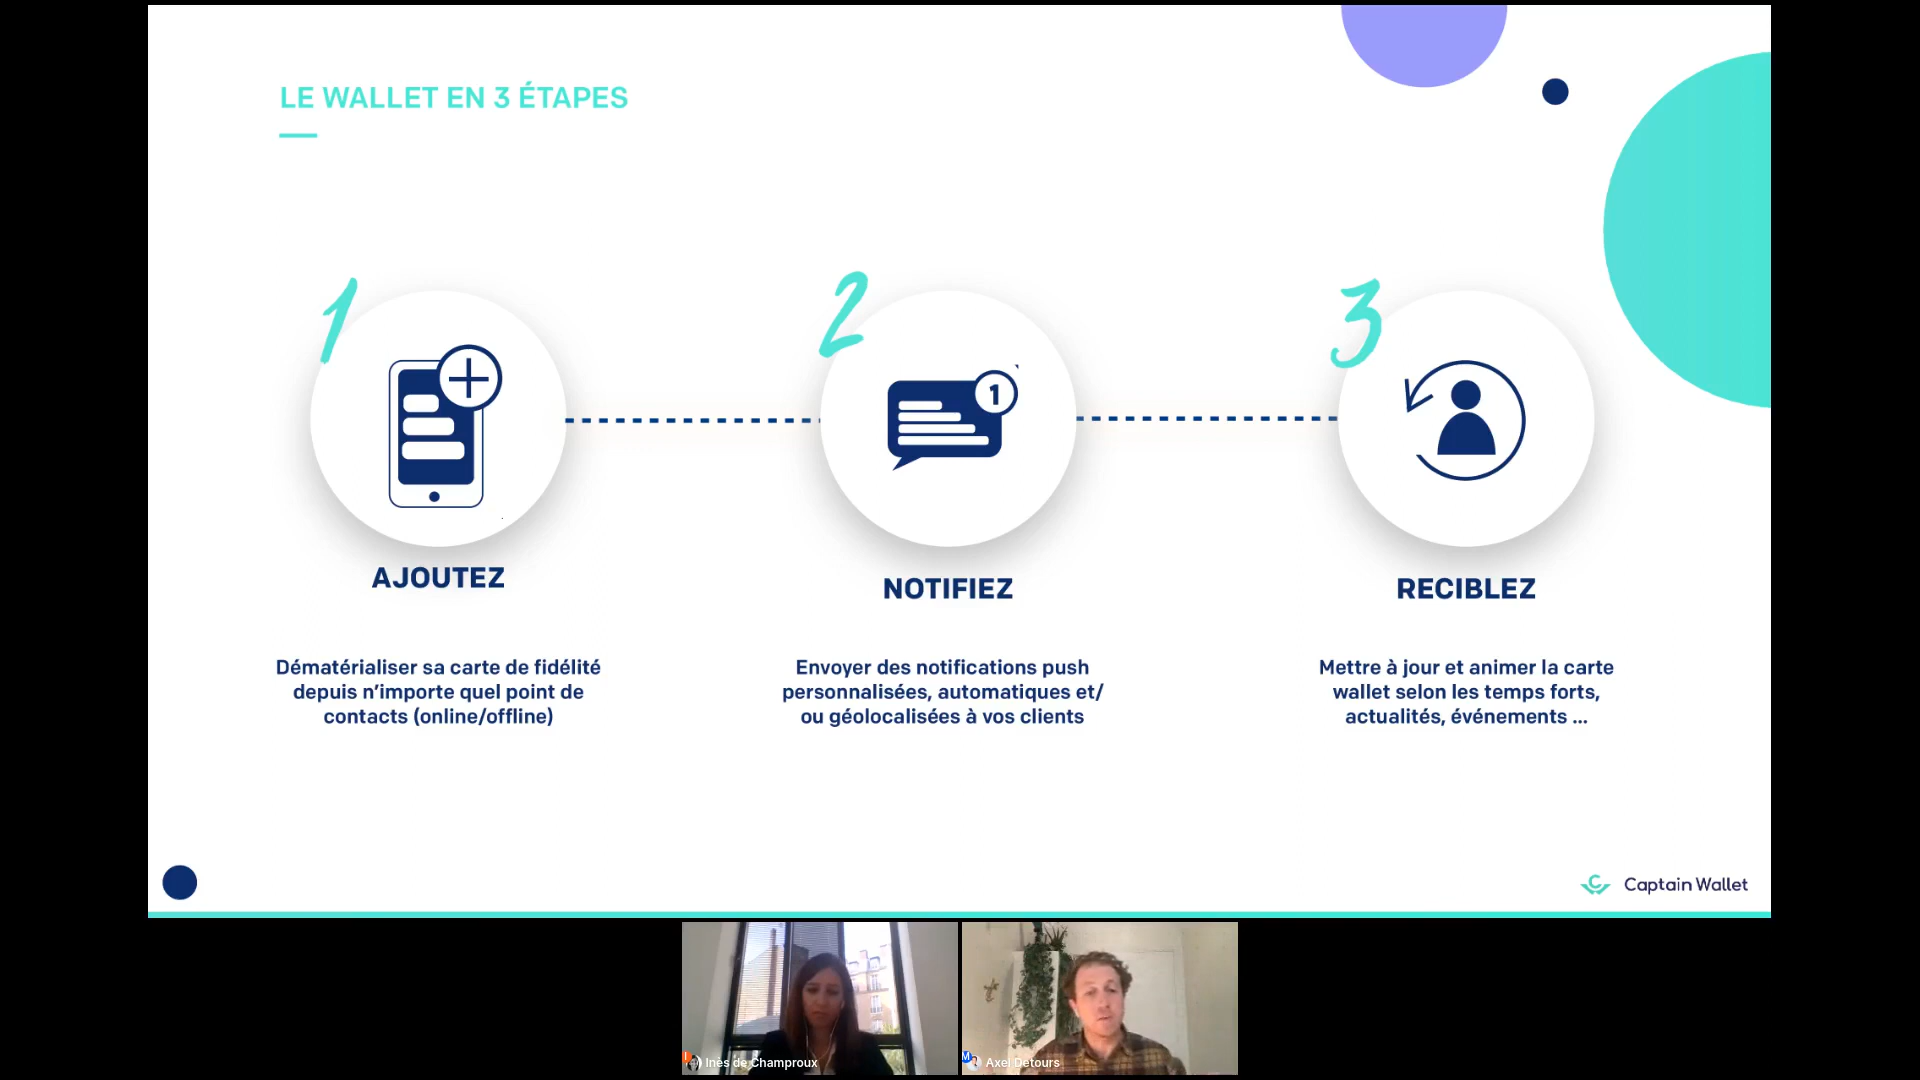 LE WALLET EN 3 ÉTAPES
1
2
3
1
AJOUTEZ
NOTIFIEZ
RECIBLEZ
Dématérialiser sa carte de fidélité
depuis n’importe quel point de
contacts (online/offline)
Envoyer des notifications push
personnalisées, automatiques et/
ou géolocalisées à vos clients
Mettre à jour et animer la carte
wallet selon les temps forts,
actualités, événements ...
Captain Wallet
Inès de Champroux
Axel Detours